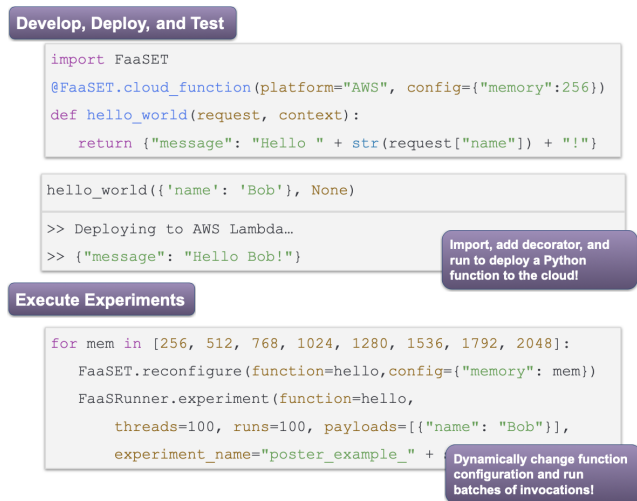 Develop, Deploy, and Test
import FaaSET
@FaaSET.cloud_function(platform="AWS", config={"memory":256})
def hello_world(request, context):
return {"message": "Hello " + str(request["name"]) + "!"}
hello_world({'name': 'Bob'}, None)
>> Deploying to AWS Lambda…
>> {"message": "Hello Bob!"}
Import, add decorator, and
run to deploy a Python
function to the cloud!
Execute Experiments
for mem in [256, 512, 768, 1024, 1280, 1536, 1792, 2048]:
FaaSET.reconfigure(function=hello,config={"memory": mem})
FaaSRunner.experiment(function=hello,
threads=100, runs=100, payloads=[{"name": "Bob"}],
experiment_name="poster_example_" +
Dynamically change function
configuration and run
batches of invocations!